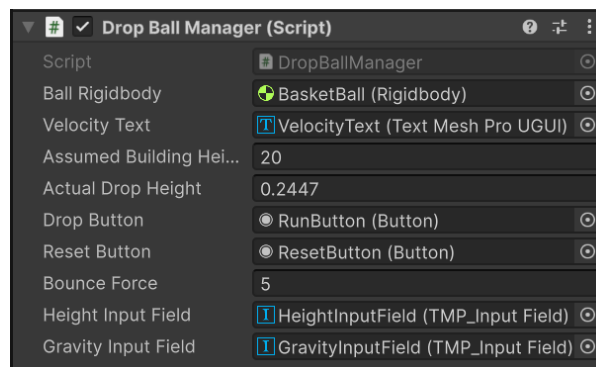 Drop Ball Manager (Script)
Script DropBallManager
Ball Rigidbody BasketBall (Rigidbody)
Velocity Text VelocityText (Text Mesh Pro UGUI)
Assumed Building Hei... 20
Actual Drop Height 0.2447
Drop Button RunButton (Button)
Reset Button ResetButton (Button)
Bounce Force 5
Height Input Field HeightInputField (TMP_Input Field)
Gravity Input Field GravityInputField (TMP_Input Field)